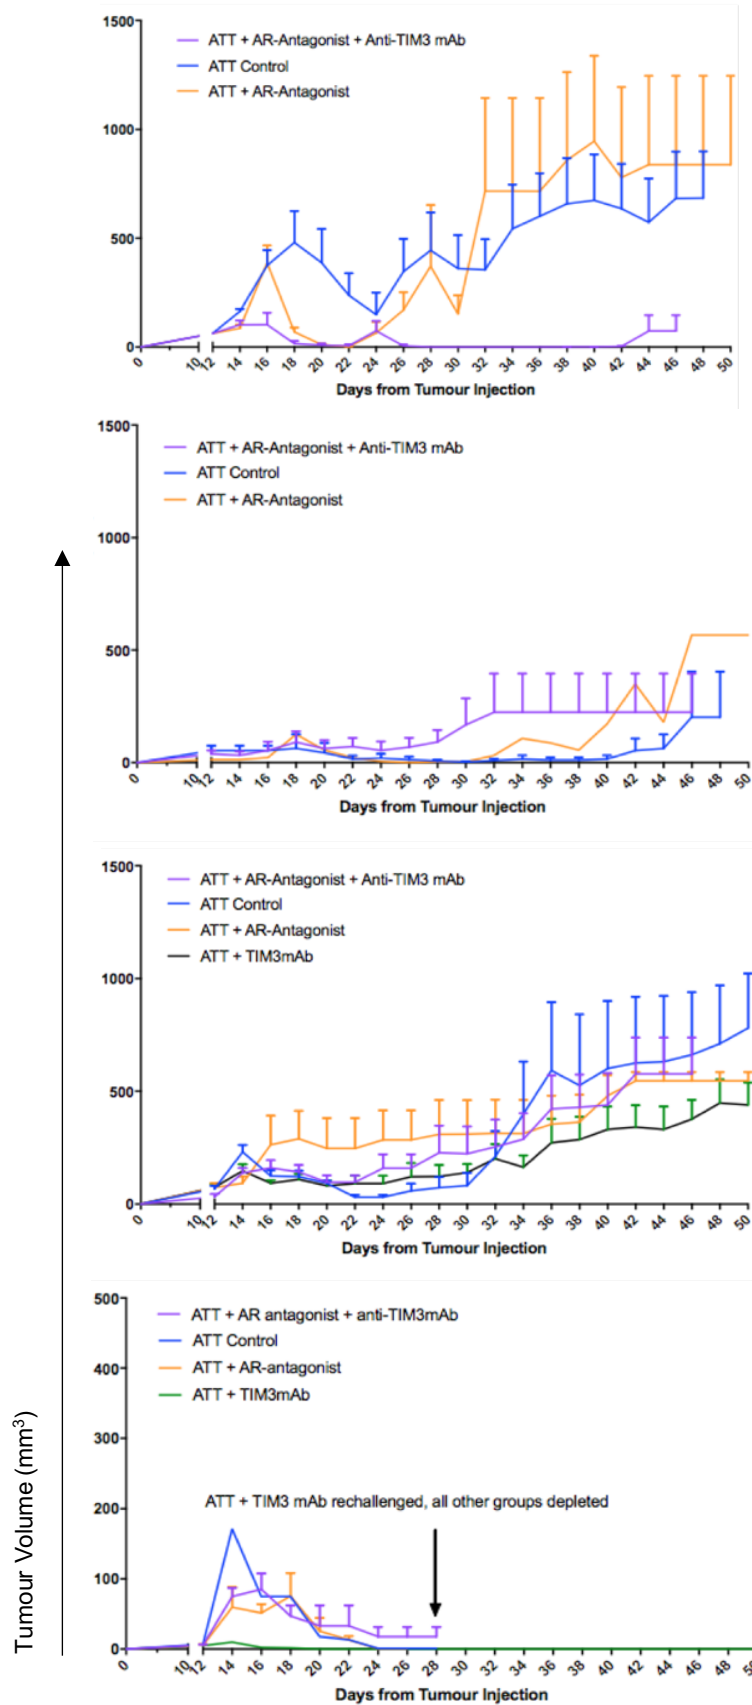 1500
ATT + AR-Antagonist + Anti-TIM3 mAb
ATT Control
ATT + AR-Antagonist
1000
500
0
0 10 12 14 16 18 20 22 24 26 28 30 32 34 36 38 40 42 44 46 48 50
Days from Tumour Injection
1500
ATT + AR-Antagonist + Anti-TIM3 mAb
ATT Control
ATT + AR-Antagonist
1000
500
0
0 10 12 14 16 18 20 22 24 26 28 30 32 34 36 38 40 42 44 46 48 50
Days from Tumour Injection
1500
ATT + AR-Antagonist + Anti-TIM3 mAb
ATT Control
ATT + AR-Antagonist
ATT + TIM3mAb
1000
500
0
0 10 12 14 16 18 20 22 24 26 28 30 32 34 36 38 40 42 44 46 48 50
Days from Tumour Injection
500
ATT + AR antagonist + anti-TIM3mAb
ATT Control
400
ATT + AR-antagonist
ATT + TIM3mAb
300
200
ATT + TIM3 mAb rechallenged, all other groups depleted
100
0
0 10 12 14 16 18 20 22 24 26 28 30 32 34 36 38 40 42 44 46 48
Days from Tumour Injection
Tumour Volume (mm³)